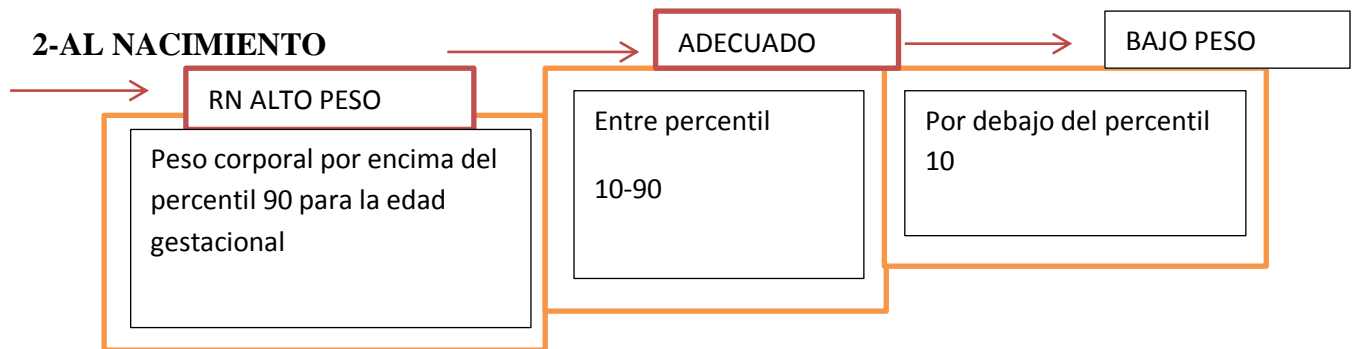 2-AL NACIMIENTO
RN ALTO PESO
Peso corporal por encima del
percentil 90 para la edad
gestacional
ADECUADO
Entre percentil
10-90
BAJO PESO
Por debajo del percentil
10